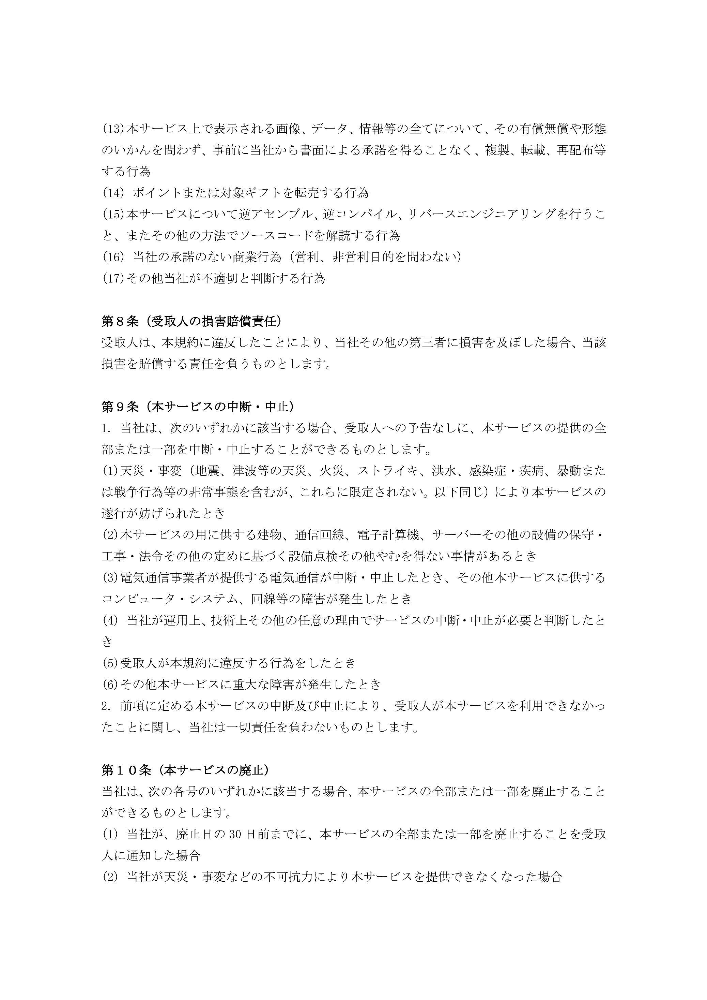 (13)本サービス上で表示される画像、データ、情報等の全てについて、その有償無償や形態
のいかんを問わず、事前に当社から書面による承諾を得ることなく、複製、転載、再配布等
する行為
(14) ポイントまたは対象ギフトを転売する行為
(15)本サービスについて逆アセンブル、逆コンパイル、リバースエンジニアリングを行うこ
と、またその他の方法でソースコードを解読する行為
(16) 当社の承諾のない商業行為（営利、非営利目的を問わない）
(17)その他当社が不適切と判断する行為
第８条（受取人の損害賠償責任）
受取人は、本規約に違反したことにより、当社その他の第三者に損害を及ぼした場合、当該
損害を賠償する責任を負うものとします。
第９条（本サービスの中断・中止）
1. 当社は、次のいずれかに該当する場合、受取人への予告なしに、本サービスの提供の全
部または一部を中断・中止することができるものとします。
(1)天災・事変（地震、津波等の天災、火災、ストライキ、洪水、感染症・疾病、暴動また
は戦争行為等の非常事態を含むが、これらに限定されない。以下同じ）により本サービスの
遂行が妨げられたとき
(2)本サービスの用に供する建物、通信回線、電子計算機、サーバーその他の設備の保守・
工事・法令その他の定めに基づく設備点検その他やむを得ない事情があるとき
(3)電気通信事業者が提供する電気通信が中断・中止したとき、その他本サービスに供する
コンピュータ・システム、回線等の障害が発生したとき
(4) 当社が運用上、技術上その他の任意の理由でサービスの中断・中止が必要と判断したと
き
(5)受取人が本規約に違反する行為をしたとき
(6)その他本サービスに重大な障害が発生したとき
2. 前項に定める本サービスの中断及び中止により、受取人が本サービスを利用できなかっ
たことに関し、当社は一切責任を負わないものとします。
第１０条（本サービスの廃止）
当社は、次の各号のいずれかに該当する場合、本サービスの全部または一部を廃止すること
ができるものとします。
(1) 当社が、廃止日の 30 日前までに、本サービスの全部または一部を廃止することを受取
人に通知した場合
(2) 当社が天災・事変などの不可抗力により本サービスを提供できなくなった場合